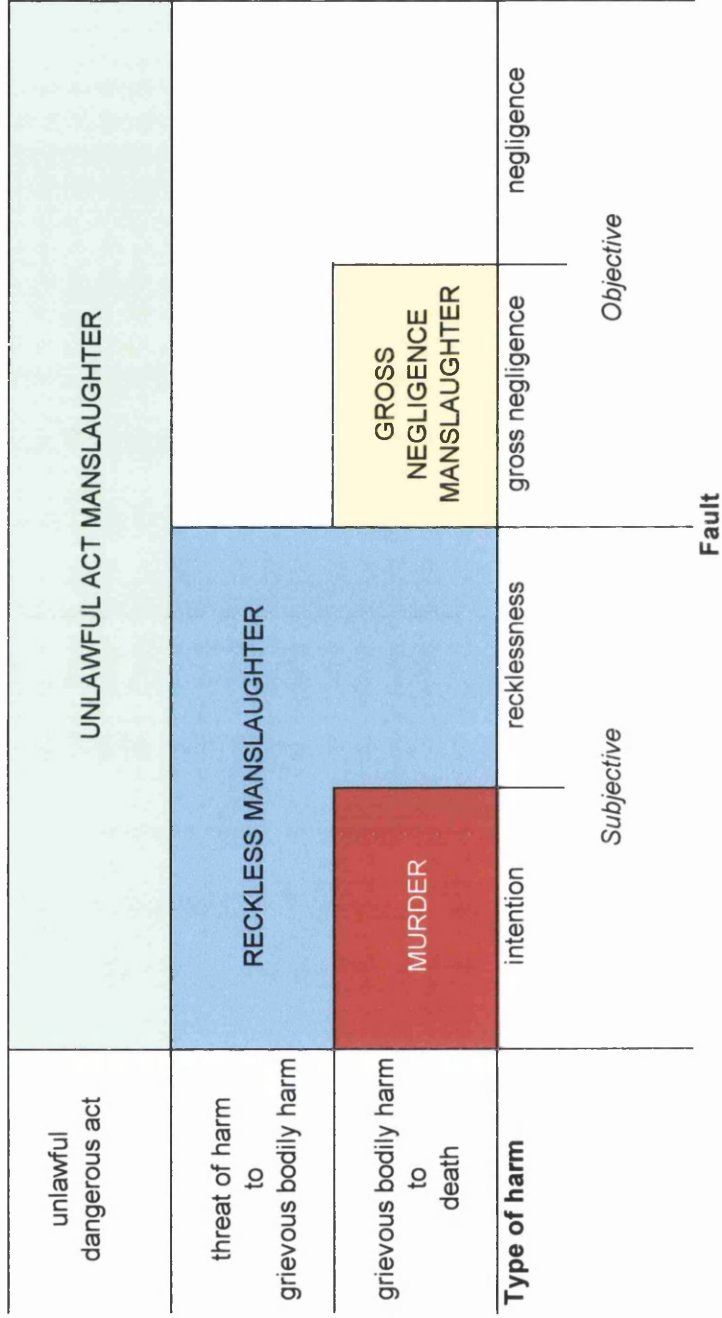 unlawful
dangerous act
UNLAWFUL ACT MANSLAUGHTER
threat of harm
to
grievous bodily harm
RECKLESS MANSLAUGHTER
grievous bodily harm
to
death
MURDER
GROSS
NEGLIGENCE
MANSLAUGHTER
Type of harm
intention
recklessness
gross negligence
negligence
Subjective
Objective
Fault